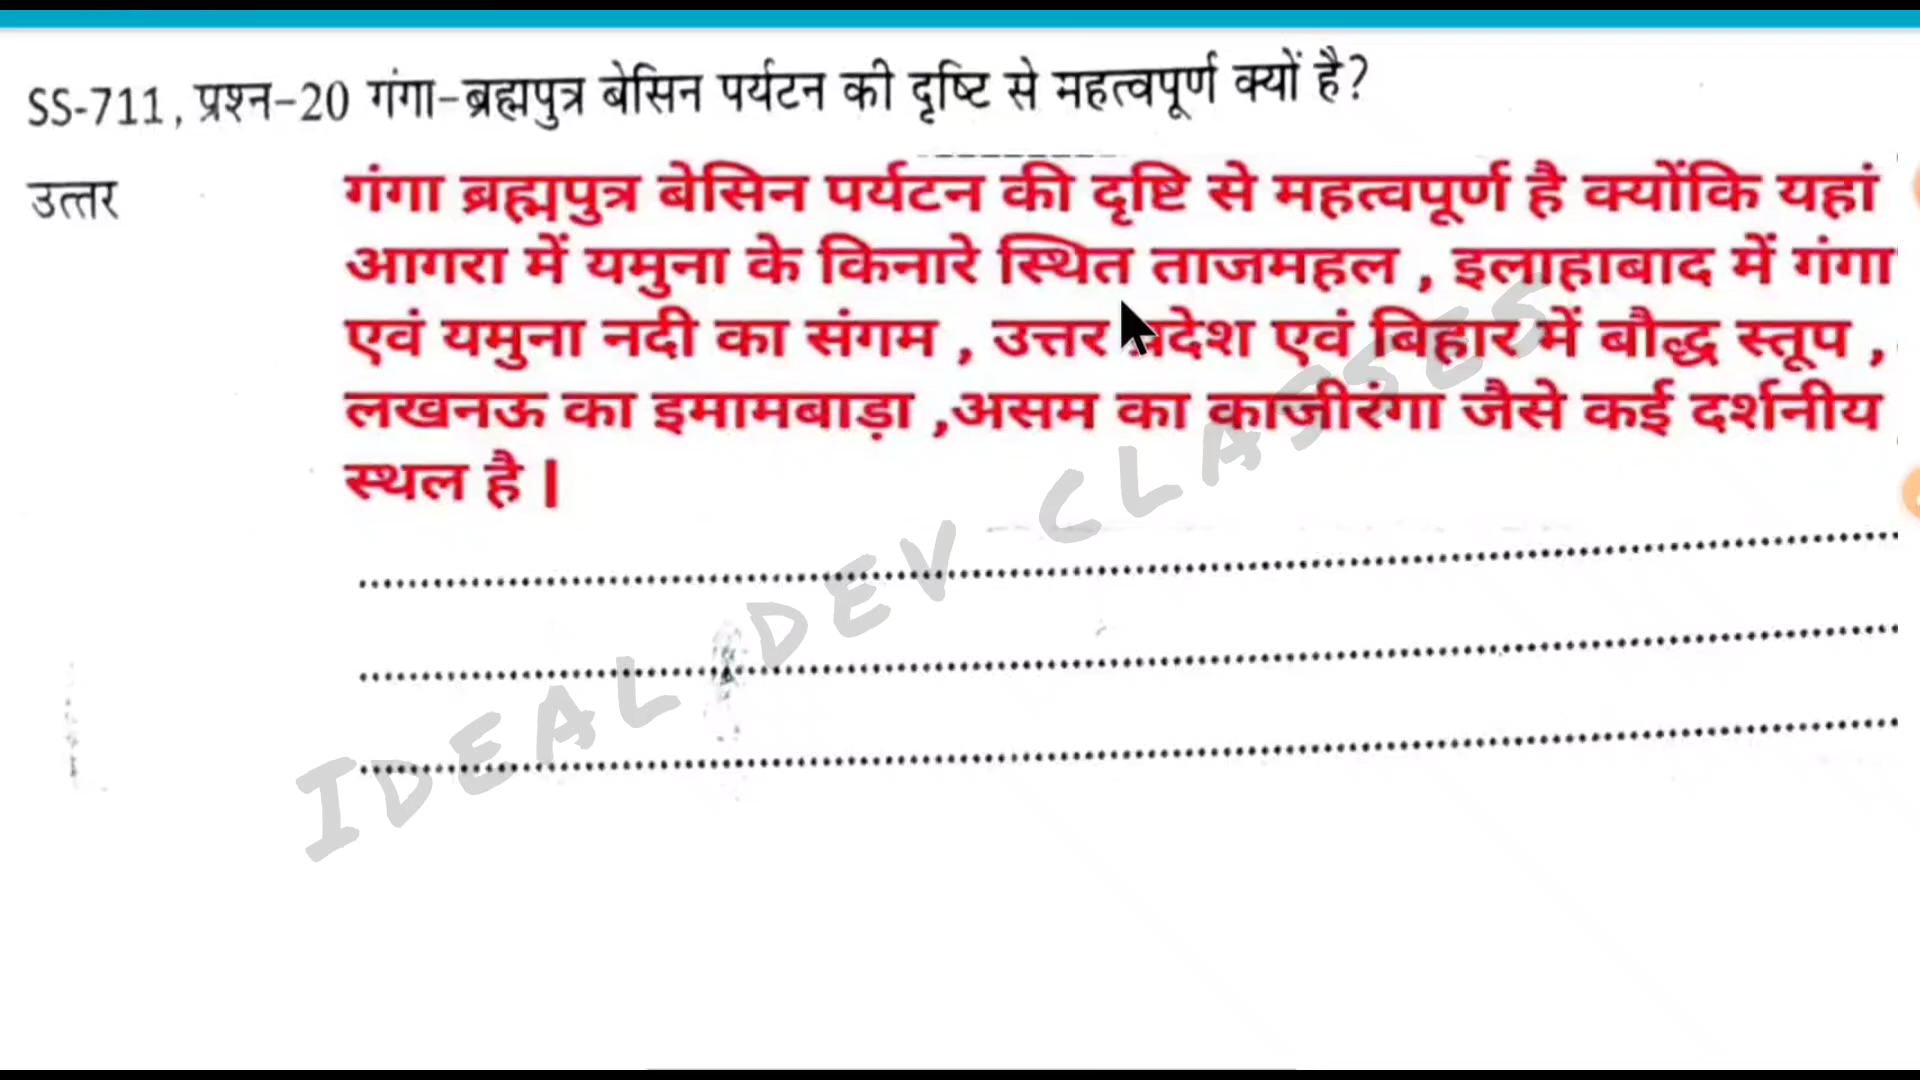 SS-711, प्रश्न-20 गंगा-ब्रह्मपुत्र बेसिन पर्यटन की दृष्टि से महत्वपूर्ण क्यों है?
उत्तर
गंगा ब्रह्मपुत्र बेसिन पर्यटन की दृष्टि से महत्वपूर्ण है क्योंकि यहां
आगरा में यमुना के किनारे स्थित ताजमहल , इलाहाबाद में गंगा
एवं यमुना नदी का संगम , उत्तर प्रदेश एवं बिहार में बौद्ध स्तूप ,
लखनऊ का इमामबाड़ा ,असम का काजीरंगा जैसे कई दर्शनीय
स्थल है |
IDEAL DEV CLASSES